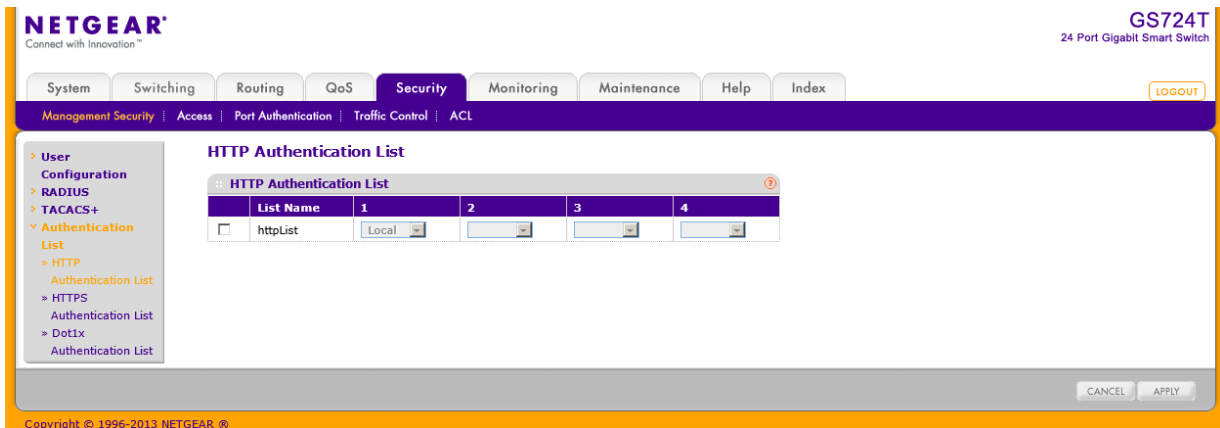 NETGEAR®
Connect with Innovation™
GS724T
24 Port Gigabit Smart Switch
System Switching Routing QoS Security Monitoring Maintenance Help Index
LOGOUT
Management Security Access Port Authentication Traffic Control ACL
User
Configuration
RADIUS
TACACS+
Authentication
List
» HTTP
Authentication List
» HTTPS
Authentication List
» Dot1x
Authentication List
HTTP Authentication List
HTTP Authentication List ?
List Name 1 2 3 4
httpList Local
CANCEL APPLY
Copyright © 1996-2013 NETGEAR ®